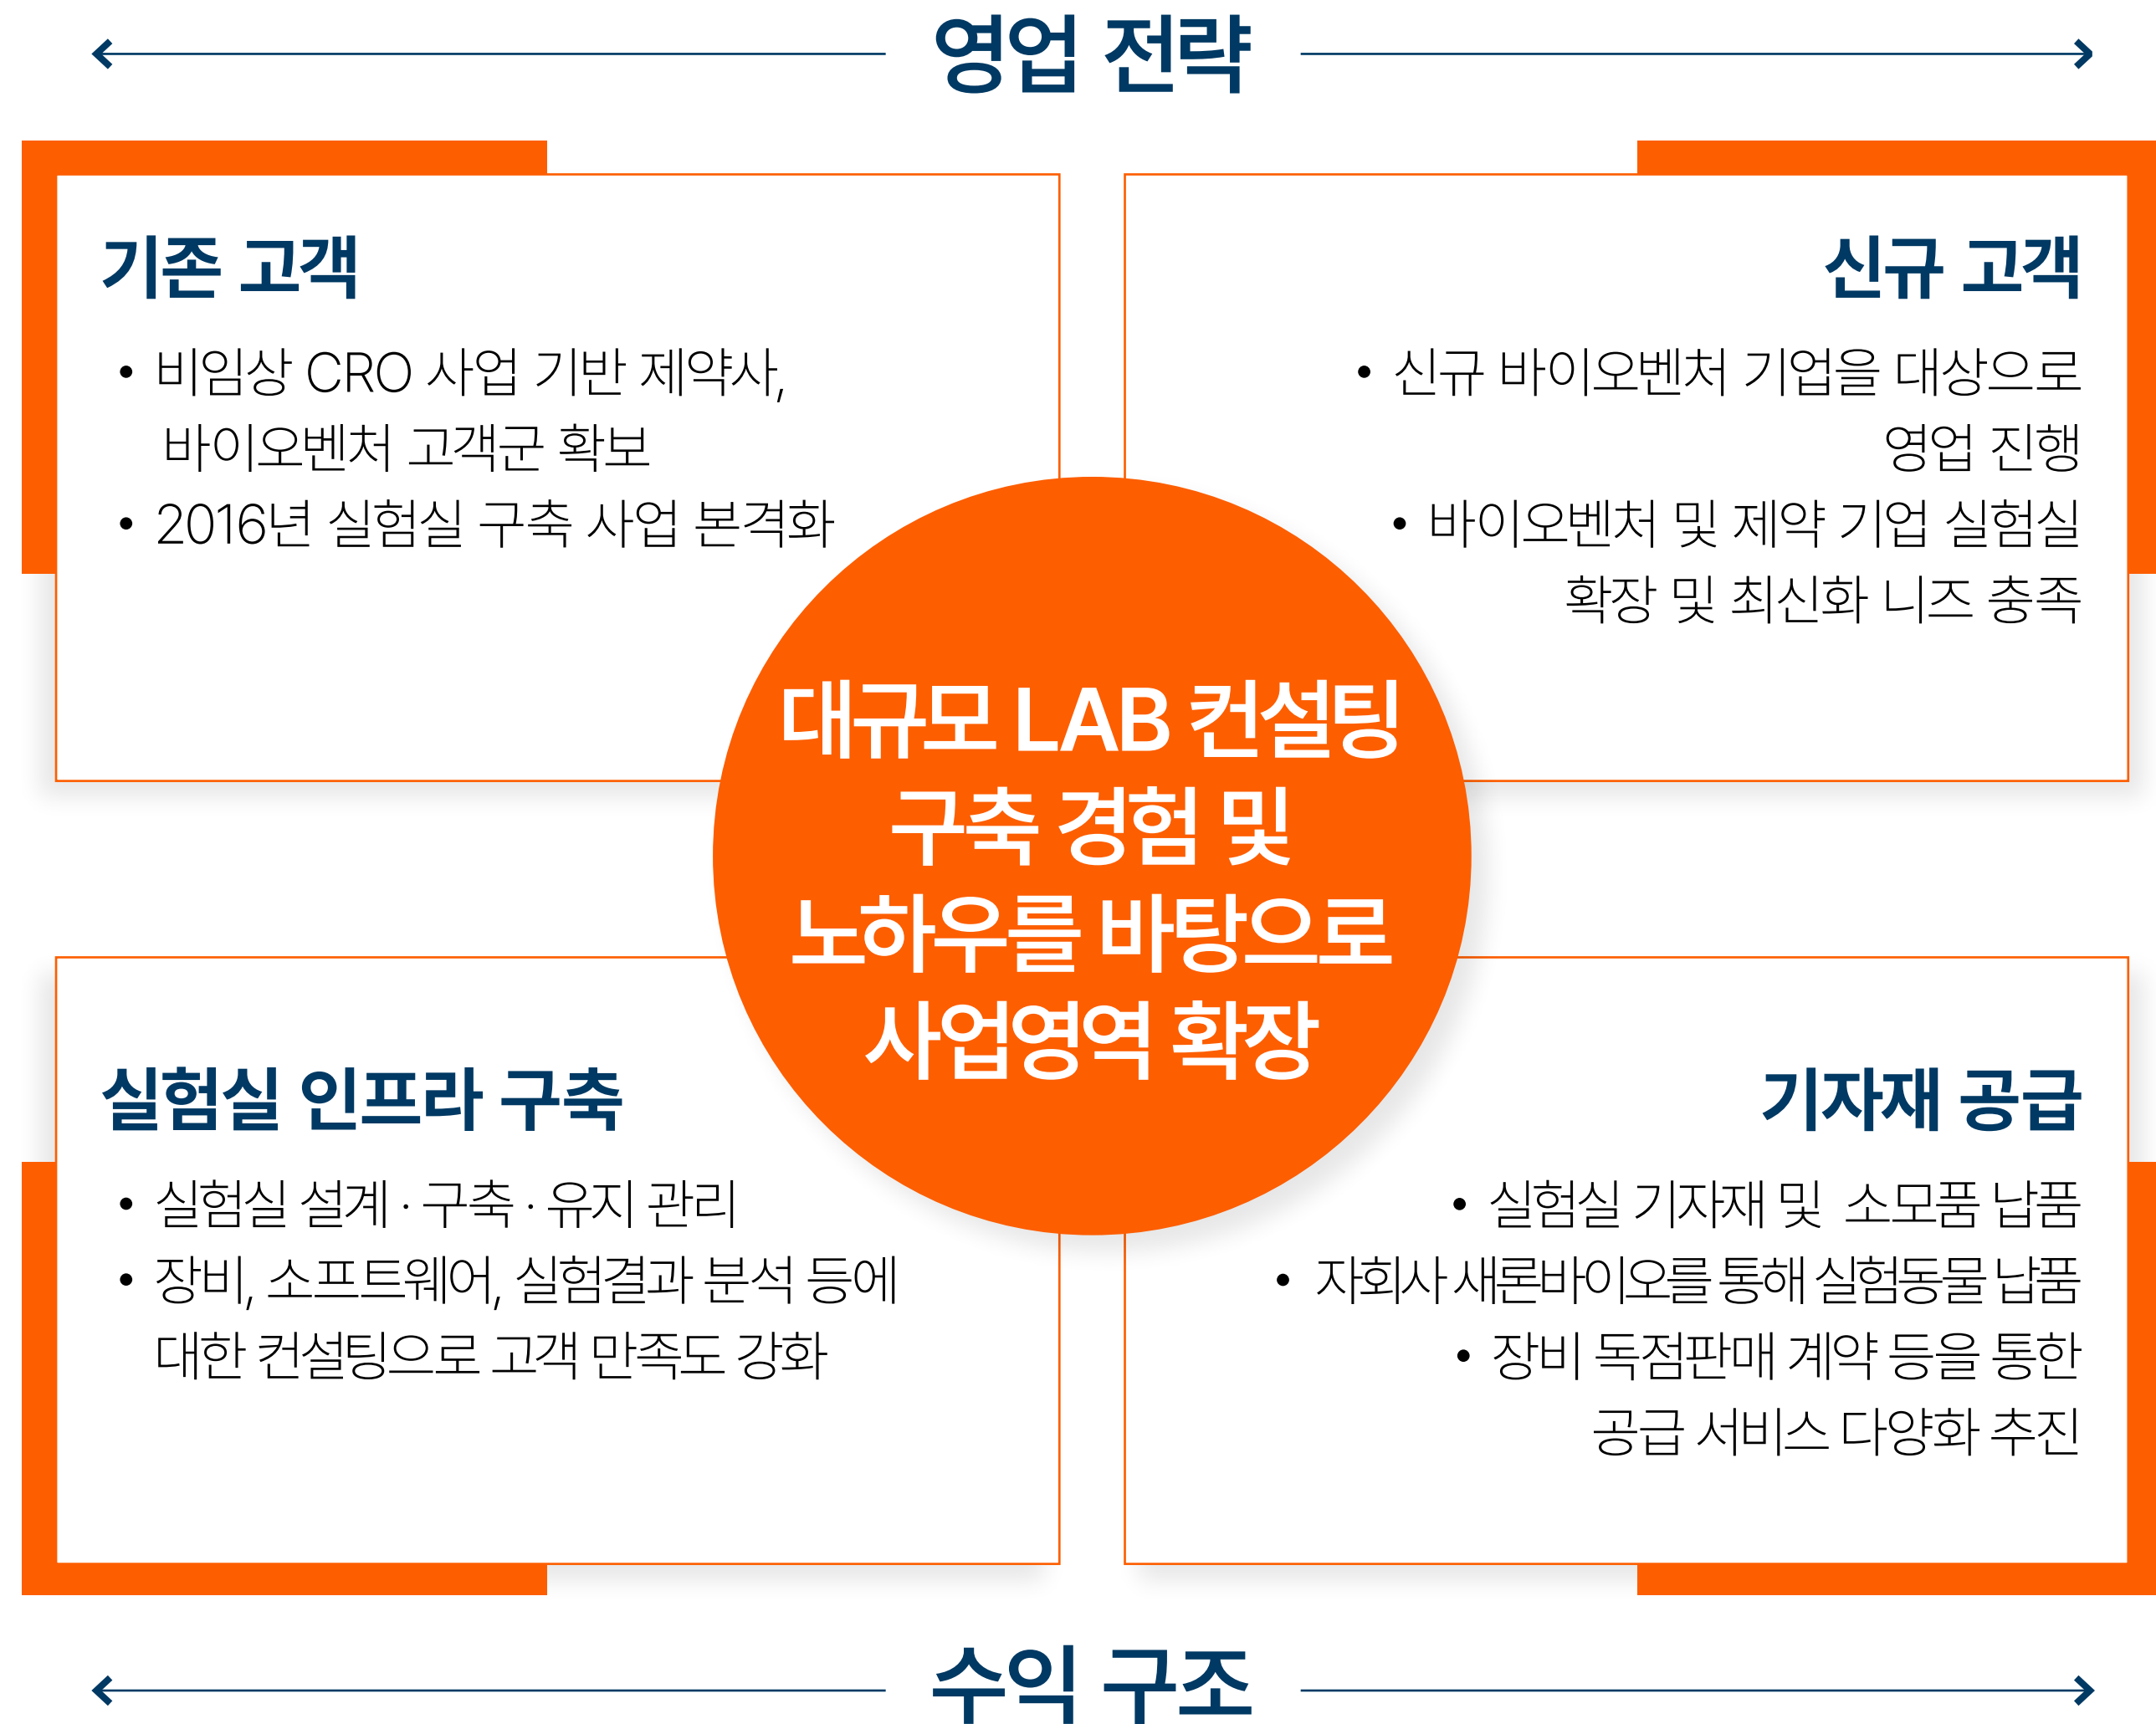 영업 전략
기존 고객
• 비임상 CRO 사업 기반 제약사,
바이오벤처 고객군 확보
• 2016년 실험실 구축 사업 본격화
신규 고객
• 신규 바이오벤처 기업을 대상으로
영업 진행
• 바이오벤처 및 제약 기업 실험실
확장 및 최신화 니즈 충족
대규모 LAB 컨설팅
구축 경험 및
노하우를 바탕으로
사업영역 확장
실험실 인프라 구축
• 실험실 설계 · 구축 · 유지 관리
• 장비, 소프트웨어, 실험결과 분석 등에
대한 컨설팅으로 고객 만족도 강화
기자재 공급
• 실험실 기자재 및 소모품 납품
• 자회사 새론바이오를 통해 실험동물 납품
• 장비 독점판매 계약 등을 통한
공급 서비스 다양화 추진
수익 구조